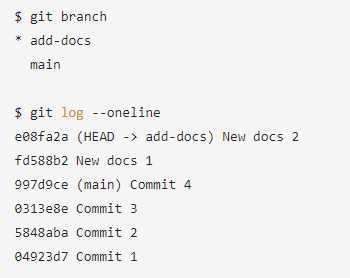 $ git branch
* add-docs
  main

$ git log --oneline
e08fa2a (HEAD -> add-docs) New docs 2
fd588b2 New docs 1
997d9ce (main) Commit 4
0313e8e Commit 3
5848aba Commit 2
04923d7 Commit 1